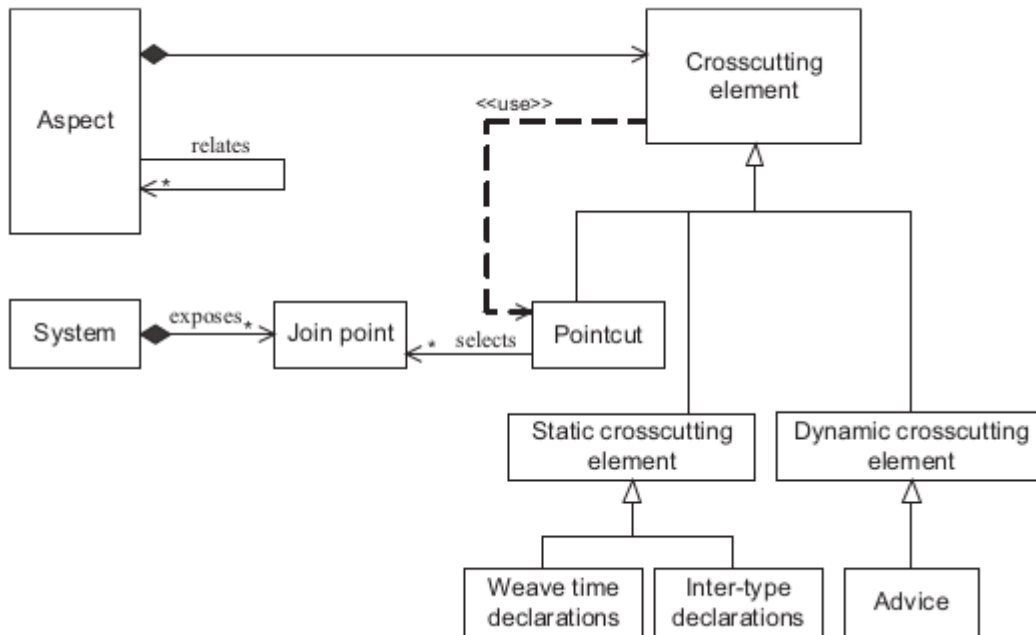 Crosscutting
element
<<use>>
Aspect
relates
*
System
exposes
*
Join point
*
selects
Pointcut
Static crosscutting
element
Dynamic crosscutting
element
Weave time
declarations
Inter-type
declarations
Advice